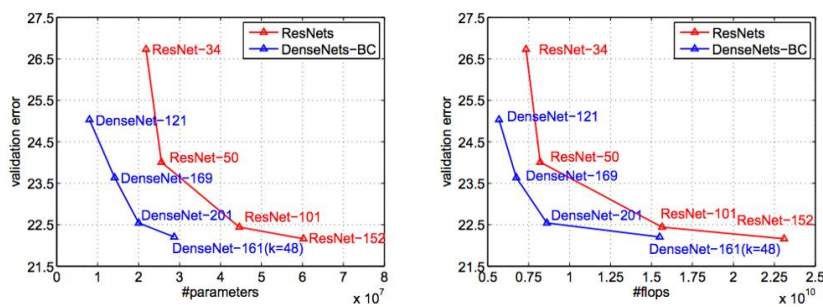 27.5
26.5
25.5
24.5
23.5
22.5
21.5
validation error
ResNets
DenseNets-BC
ResNet-34
DenseNet-121
ResNet-50
DenseNet-169
DenseNet-201
ResNet-101
ResNet-152
DenseNet-161(k=48)
0 1 2 3 4 5 6 7 8
#parameters
x 10^7
27.5
26.5
25.5
24.5
23.5
22.5
21.5
validation error
ResNets
DenseNets-BC
ResNet-34
DenseNet-121
ResNet-50
DenseNet-169
DenseNet-201
ResNet-101
ResNet-152
DenseNet-161(k=48)
0.5 0.75 1 1.25 1.5 1.75 2 2.25 2.5
#flops
x 10^10